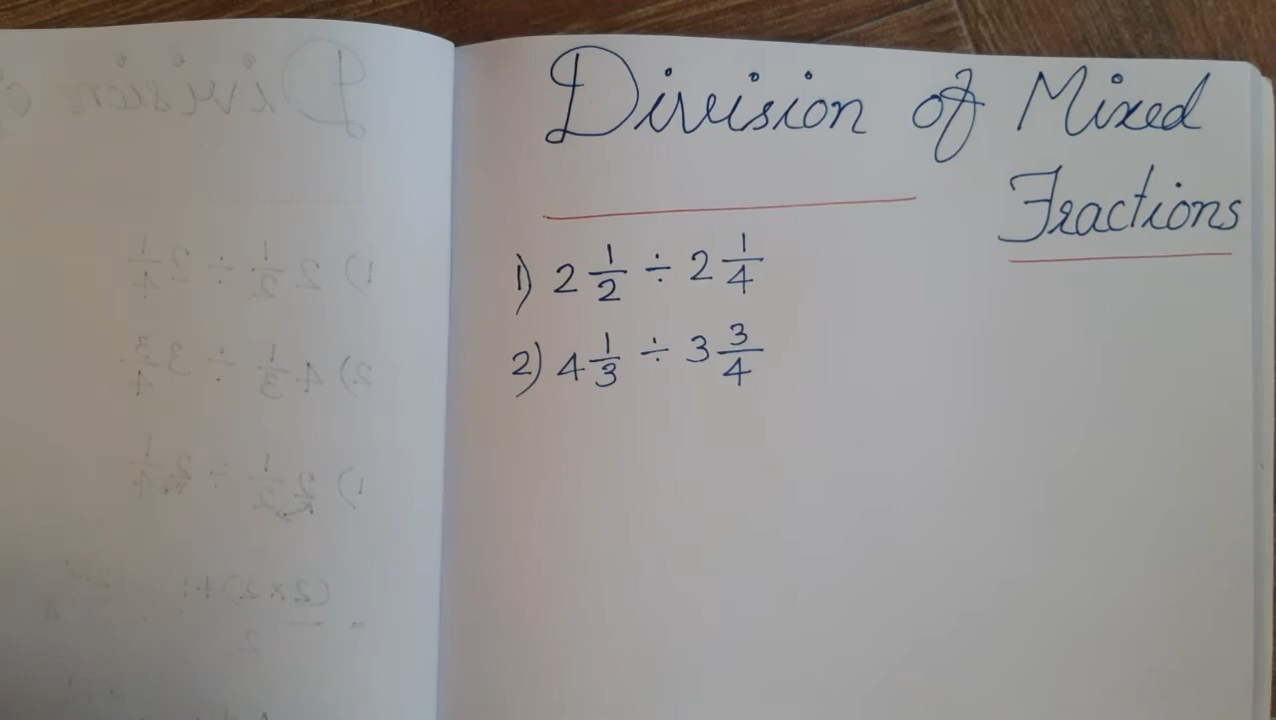 Division of Mixed
Fractions
1) 2 1/2 ÷ 2 1/4
2) 4 1/3 ÷ 3 3/4